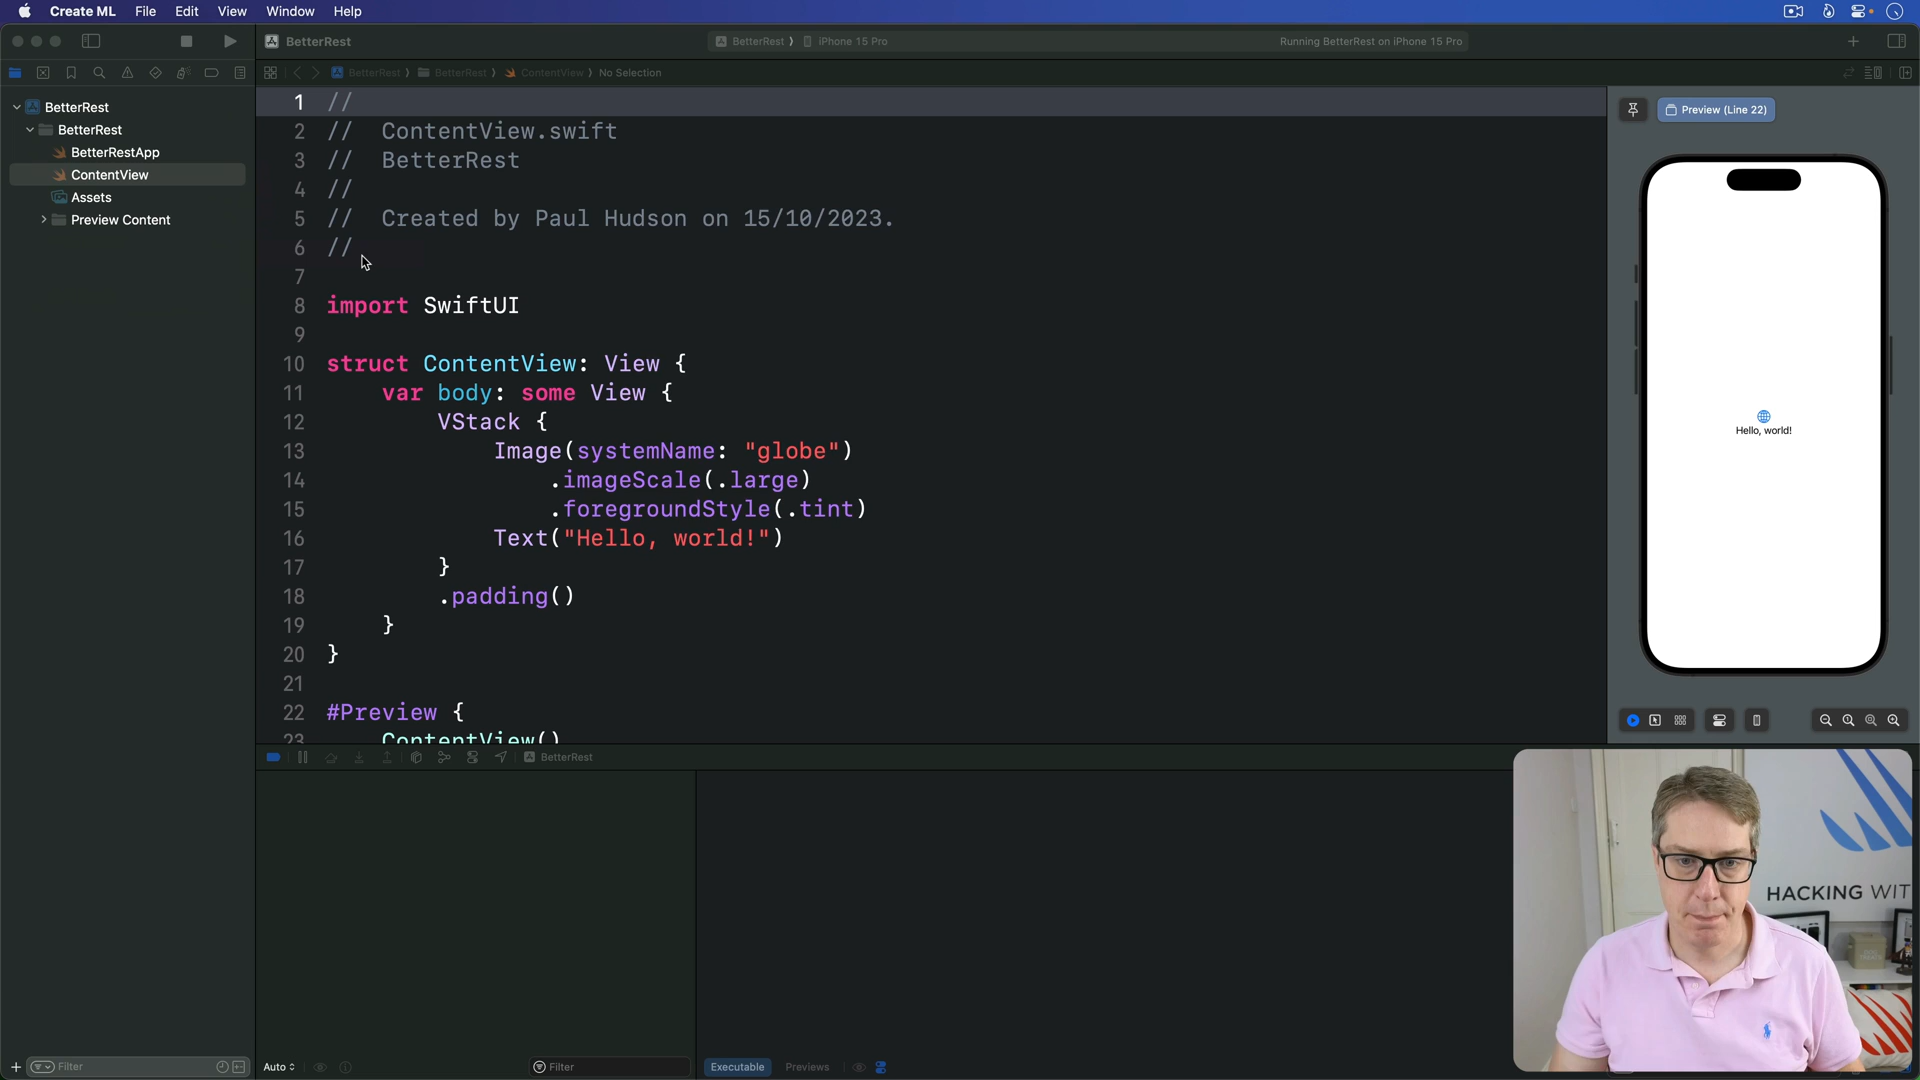 Create ML File Edit View Window Help
BetterRest
BetterRest iPhone 15 Pro Running BetterRest on iPhone 15 Pro
BetterRest BetterRest ContentView No Selection
BetterRest
BetterRest
BetterRestApp
ContentView
Assets
Preview Content
1 //
2 // ContentView.swift
3 // BetterRest
4 //
5 // Created by Paul Hudson on 15/10/2023.
6 //
7
8 import SwiftUI
9
10 struct ContentView: View {
11 var body: some View {
12 VStack {
13 Image(systemName: "globe")
14 .imageScale(.large)
15 .foregroundStyle(.tint)
16 Text("Hello, world!")
17 }
18 .padding()
19 }
20 }
21
22 #Preview {
23 ContentView()
Preview (Line 22)
Hello, world!
BetterRest
HACKING WIT
Filter
Auto
Filter
Executable Previews